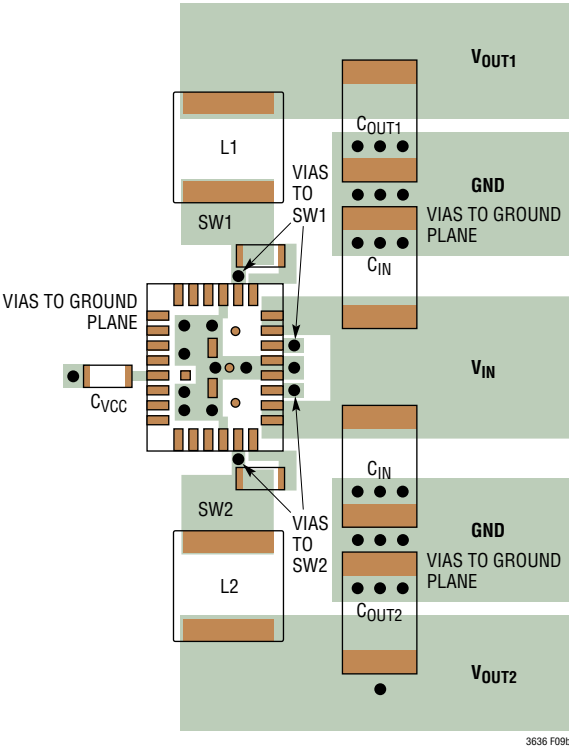 VOUT1
COUT1
L1
VIAS
TO
SW1
GND
VIAS TO GROUND
PLANE
SW1
CIN
VIAS TO GROUND
PLANE
VIN
CVCC
CIN
SW2
VIAS
TO
SW2
GND
VIAS TO GROUND
PLANE
L2
COUT2
VOUT2
3636 F09b